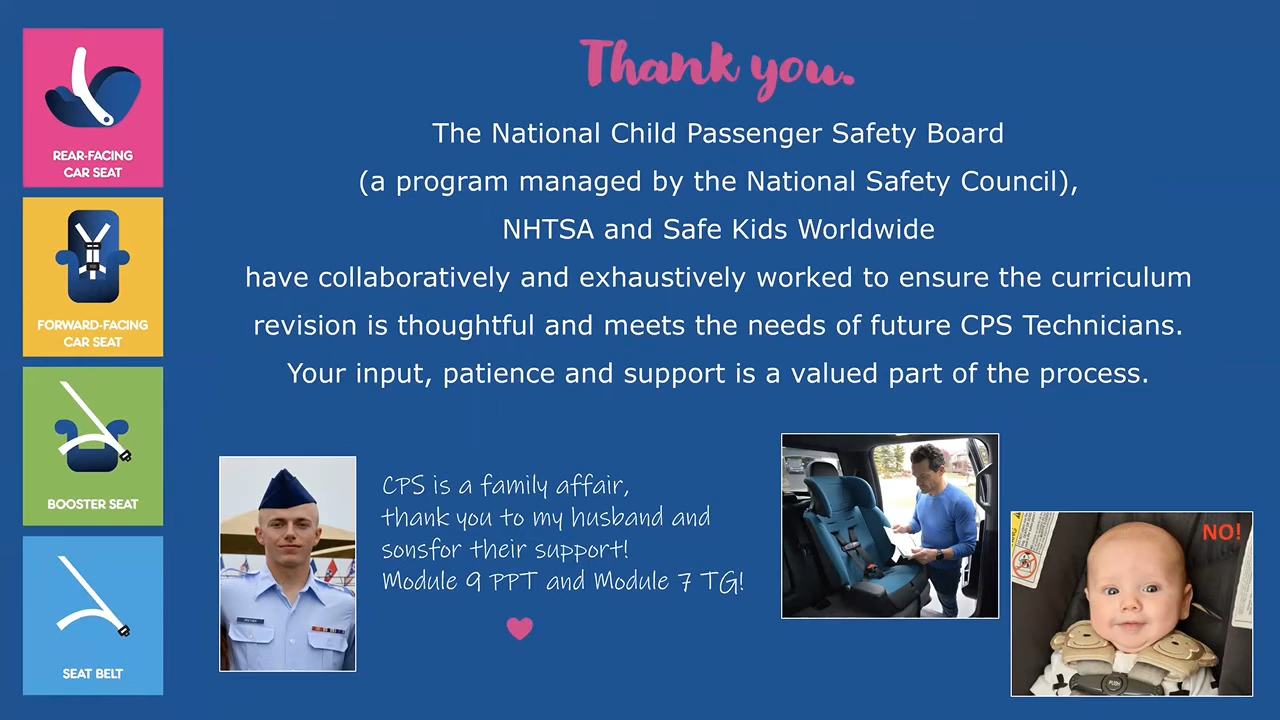 REAR-FACING
CAR SEAT
FORWARD-FACING
CAR SEAT
BOOSTER SEAT
SEAT BELT
Thank you.
The National Child Passenger Safety Board
(a program managed by the National Safety Council),
NHTSA and Safe Kids Worldwide
have collaboratively and exhaustively worked to ensure the curriculum
revision is thoughtful and meets the needs of future CPS Technicians.
Your input, patience and support is a valued part of the process.
CPS is a family affair,
thank you to my husband and
sonsfor their support!
Module 9 PPT and Module 7 TG!
NO!
PUSH